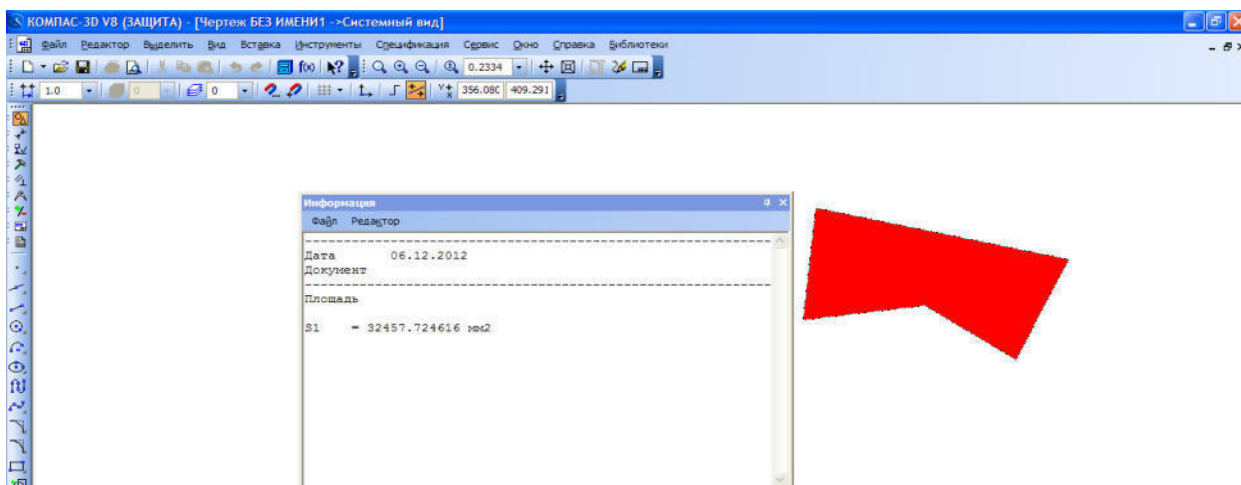 КОМПАС-3D V8 (ЗАЩИТА) - [Чертеж БЕЗ ИМЕНИ1 ->Системный вид]
Файл Редактор Выделить Вид Вставка Инструменты Спецификация Сервис Окно Справка Библиотеки
f(x) 0.2334
1.0 0 0 356.080 409.291
Информация
Файл Редактор
Дата 06.12.2012
Документ
Площадь
S1 = 32457.724616 мм2